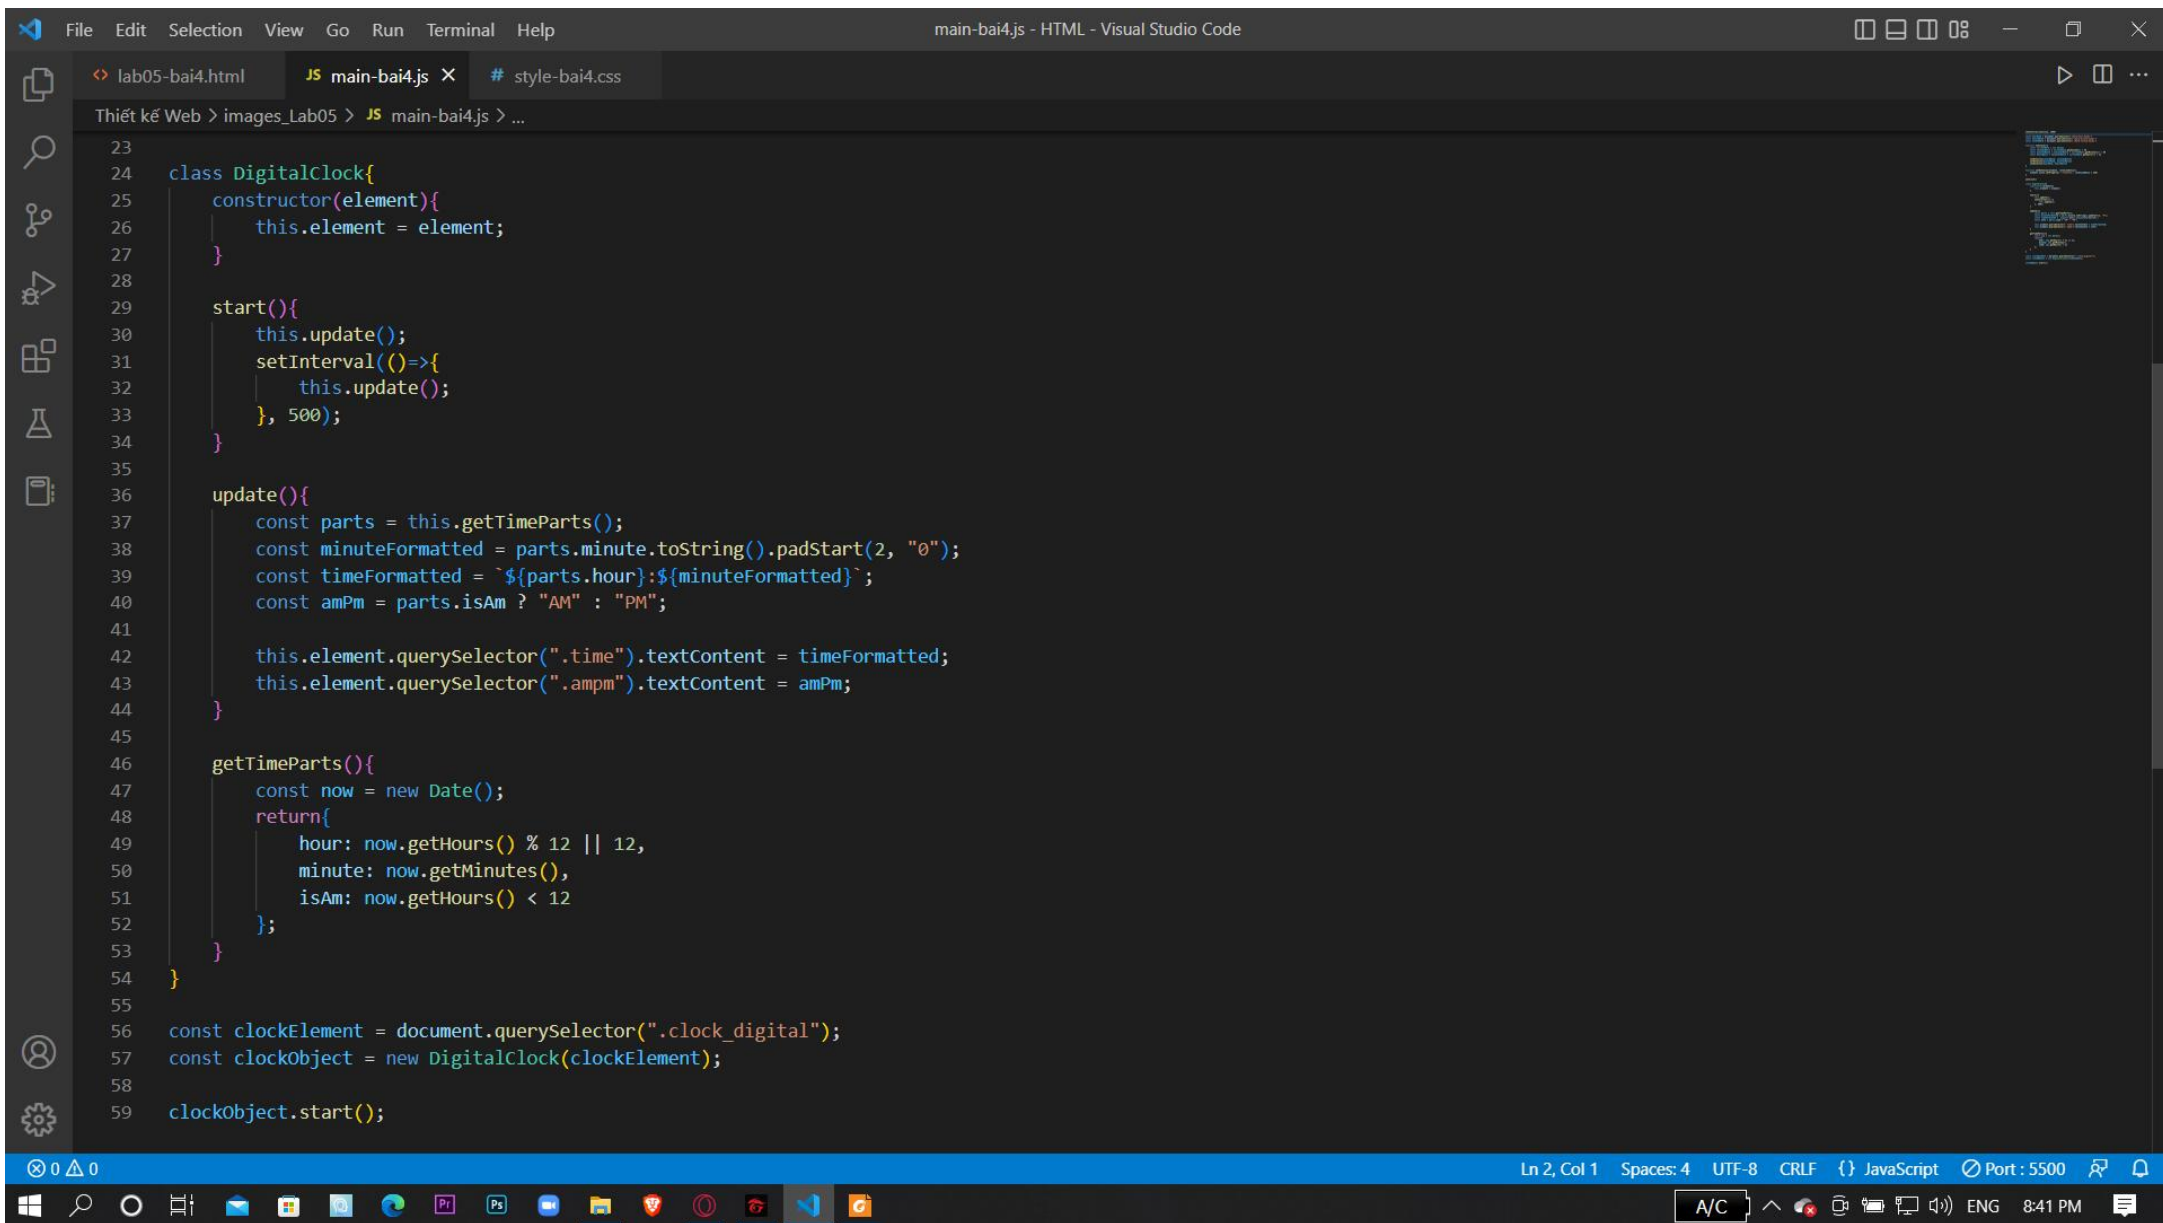 File Edit Selection View Go Run Terminal Help main-bai4.js - HTML - Visual Studio Code
<> lab05-bai4.html JS main-bai4.js # style-bai4.css
Thiết kế Web > images_Lab05 > JS main-bai4.js > ...
23
24 class DigitalClock{
25     constructor(element){
26         this.element = element;
27     }
28
29     start(){
30         this.update();
31         setInterval(()=>{
32             this.update();
33         }, 500);
34     }
35
36     update(){
37         const parts = this.getTimeParts();
38         const minuteFormatted = parts.minute.toString().padStart(2, "0");
39         const timeFormatted = `${parts.hour}:${minuteFormatted}`;
40         const amPm = parts.isAm ? "AM" : "PM";
41
42         this.element.querySelector(".time").textContent = timeFormatted;
43         this.element.querySelector(".ampm").textContent = amPm;
44     }
45
46     getTimeParts(){
47         const now = new Date();
48         return{
49             hour: now.getHours() % 12 || 12,
50             minute: now.getMinutes(),
51             isAm: now.getHours() < 12
52         };
53     }
54 }
55
56 const clockElement = document.querySelector(".clock_digital");
57 const clockObject = new DigitalClock(clockElement);
58
59 clockObject.start();
0 0 Ln 2, Col 1 Spaces: 4 UTF-8 CRLF {} JavaScript Port : 5500
Pr Ps A/C ENG 8:41 PM